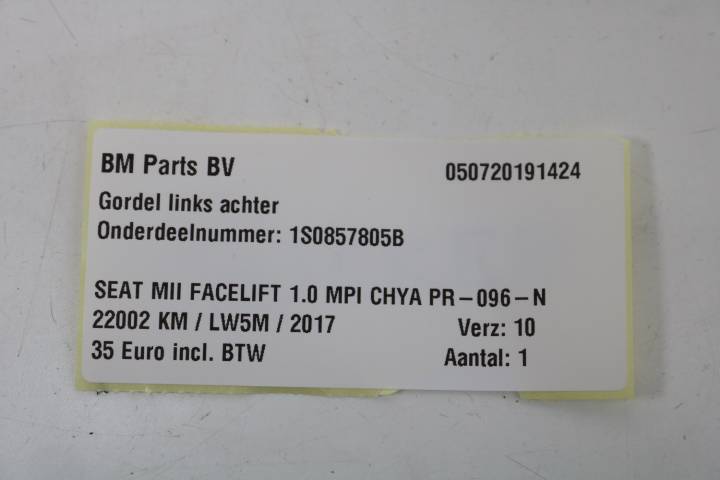 BM Parts BV 050720191424
Gordel links achter
Onderdeelnummer: 1S0857805B
SEAT MII FACELIFT 1.0 MPI CHYA PR-096-N
22002 KM / LW5M / 2017 Verz: 10
35 Euro incl. BTW Aantal: 1